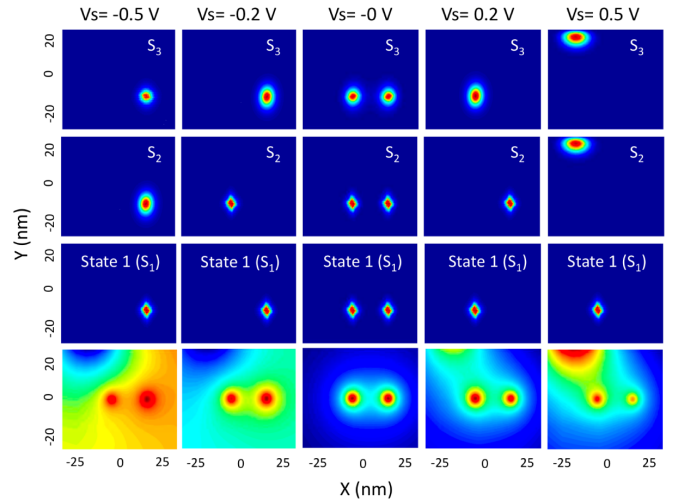 Vs= -0.5 V Vs= -0.2 V Vs= -0 V Vs= 0.2 V Vs= 0.5 V
20 S3 S3 S3 S3 S3
0
-20
20 S2 S2 S2 S2 S2
0
-20
Y (nm)
20 State 1 (S1) State 1 (S1) State 1 (S1) State 1 (S1) State 1 (S1)
0
-20
20
0
-20
-25 0 25 -25 0 25 -25 0 25 -25 0 25 -25 0 25
X (nm)